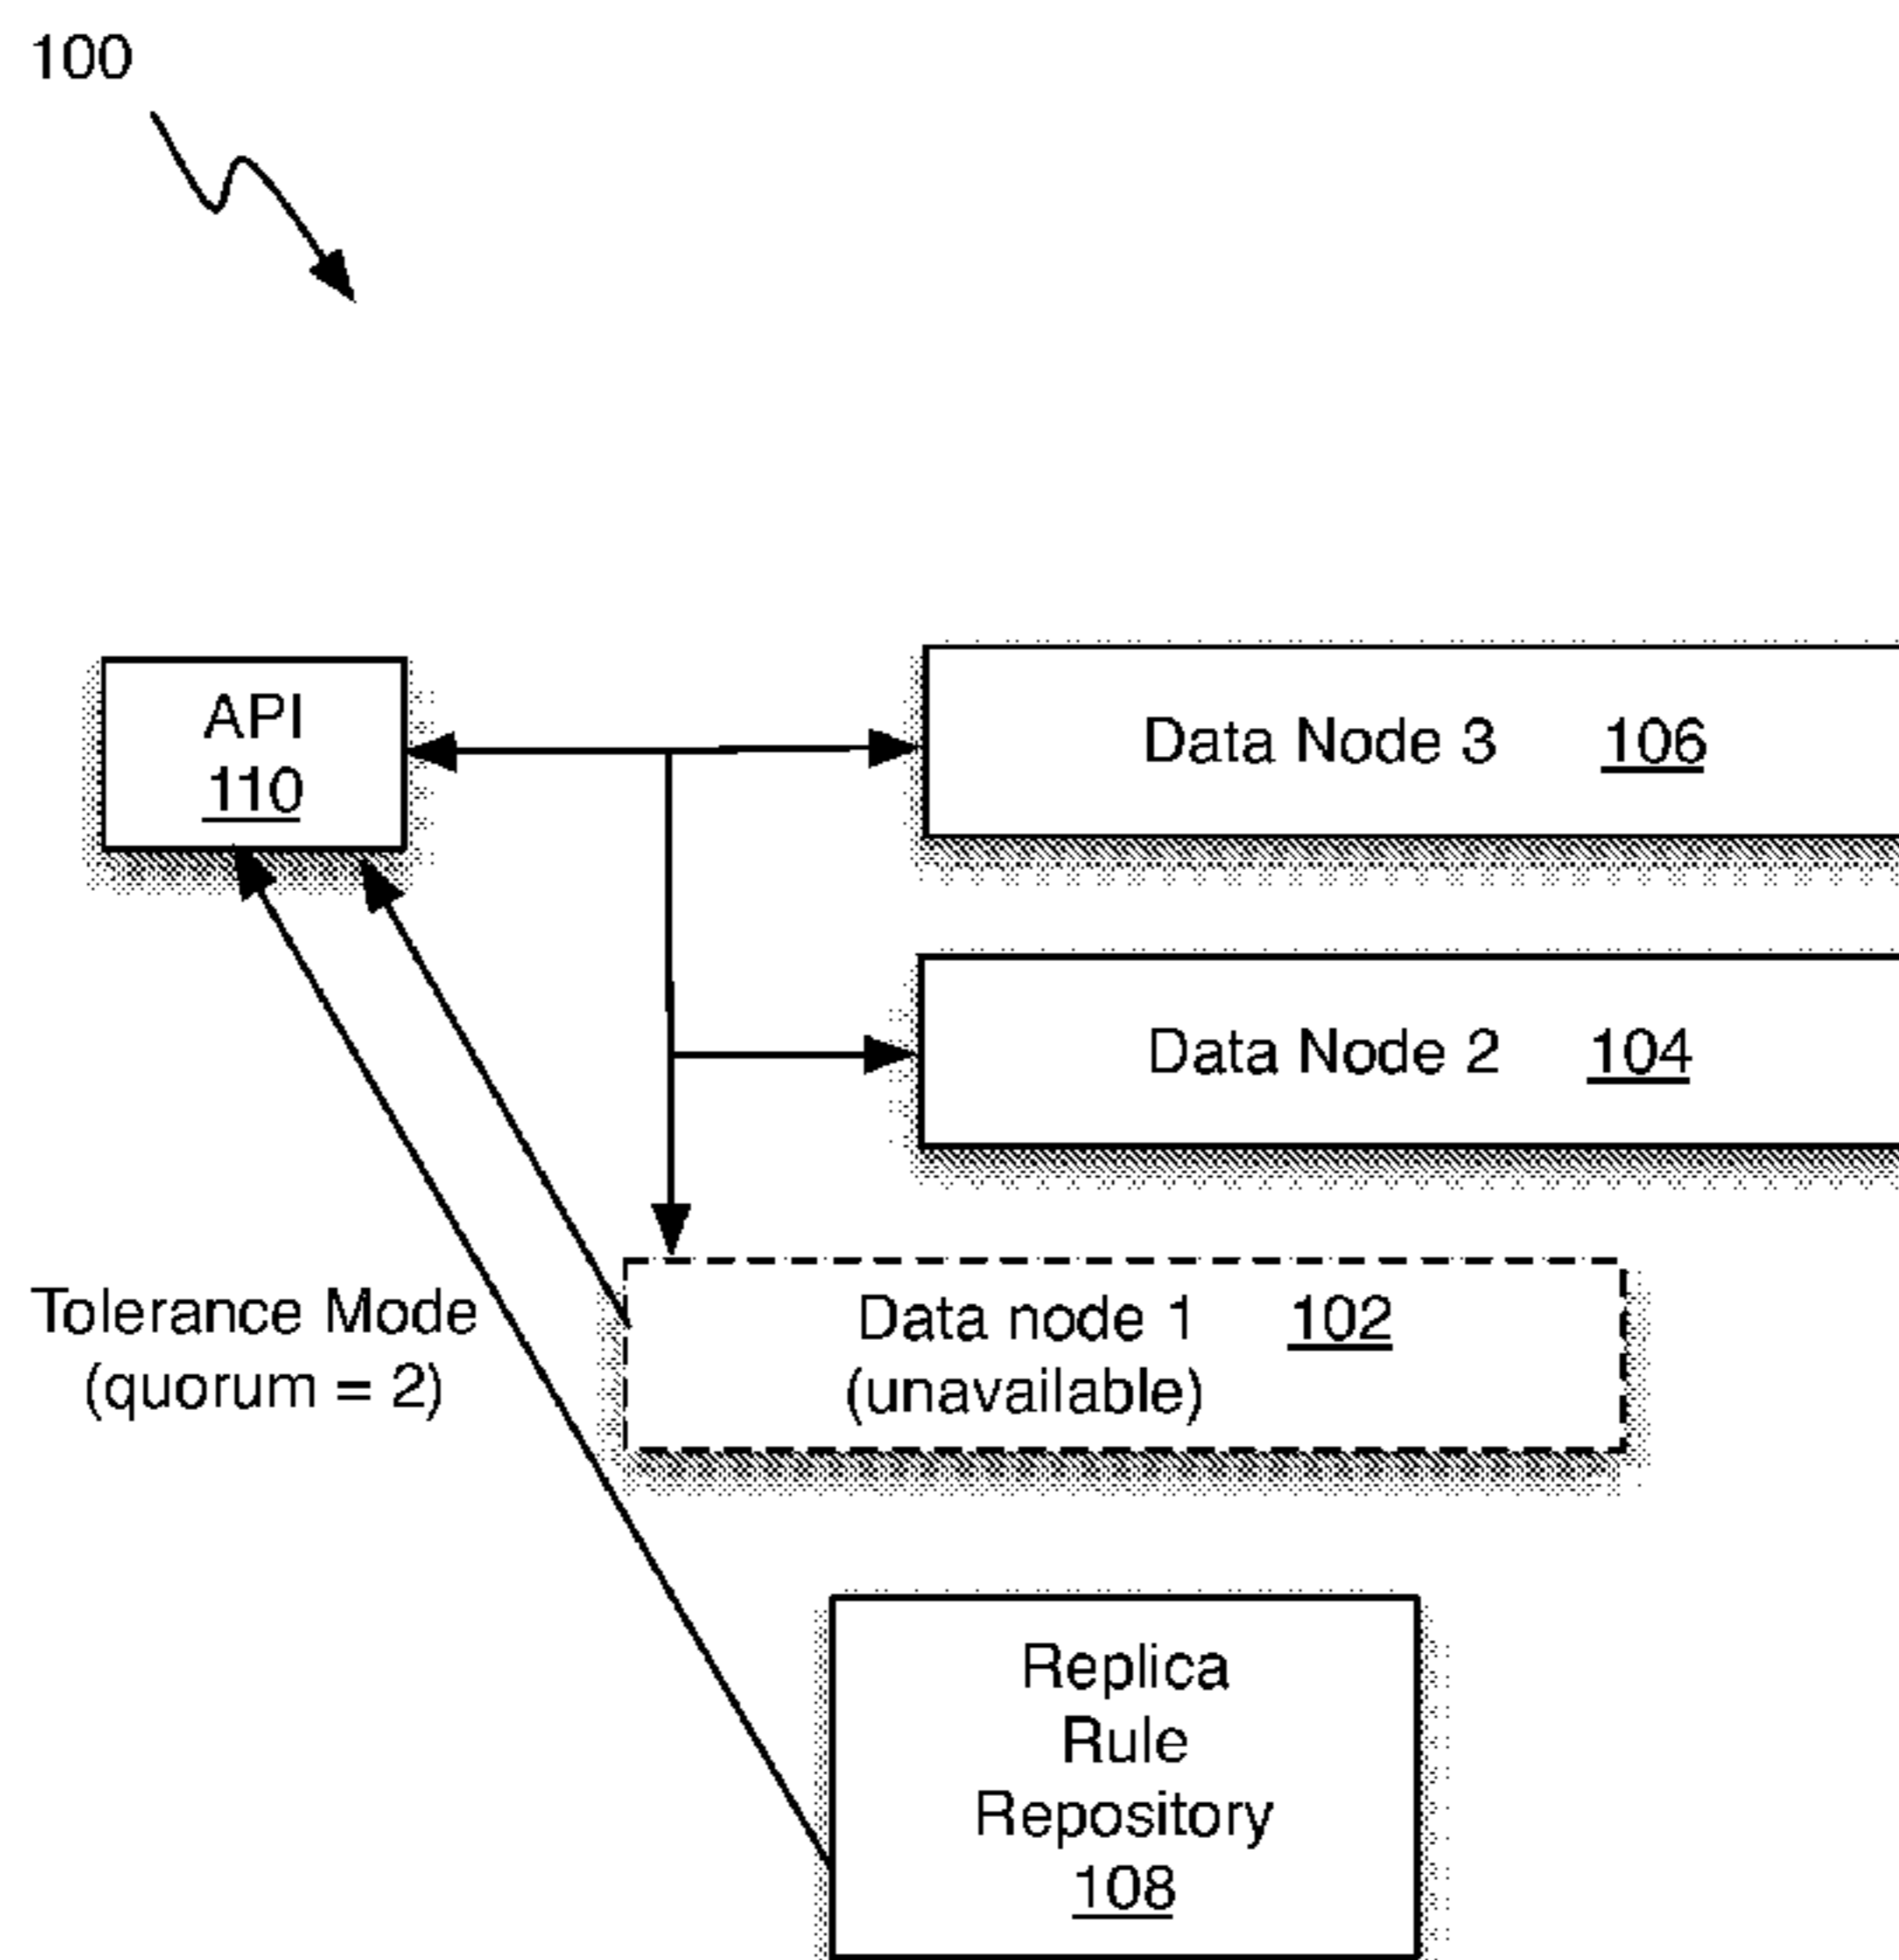 100
API
110
Data Node 3 106
Data Node 2 104
Data node 1 102
(unavailable)
Tolerance Mode
(quorum = 2)
Replica
Rule
Repository
108